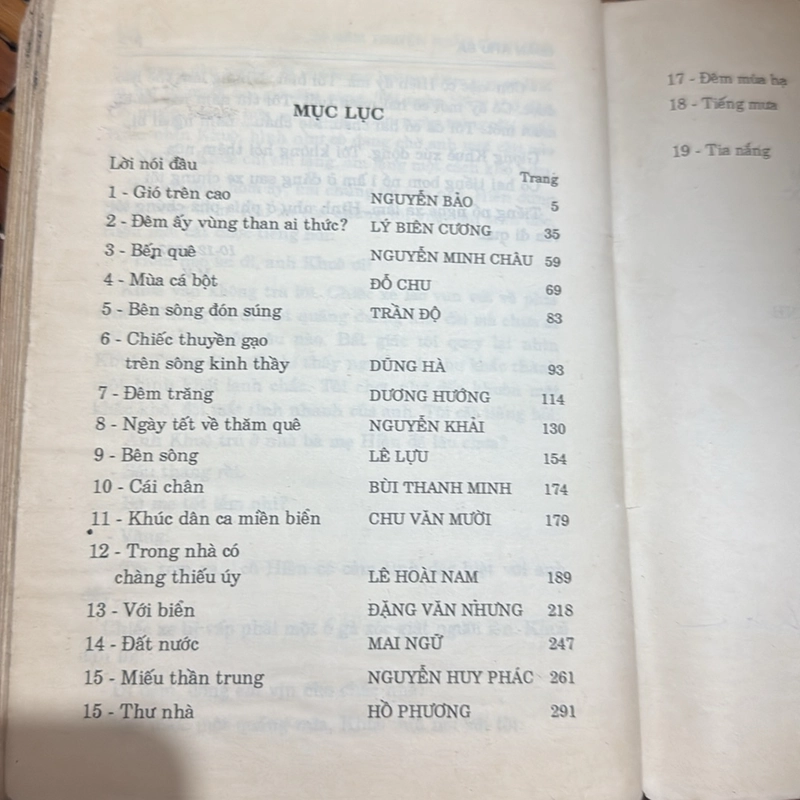 MỤC LỤC
Lời nói đầu
Trang
1 - Gió trên cao NGUYỄN BẢO 5
2 - Đêm ấy vùng than ai thức? LÝ BIÊN CƯƠNG 35
3 - Bếp quê NGUYỄN MINH CHÂU 59
4 - Mùa cá bột ĐỖ CHU 69
5 - Bên sông đón súng TRẦN ĐỘ 83
6 - Chiếc thuyền gạo
trên sông kinh thầy DŨNG HÀ 93
7 - Đêm trăng DƯƠNG HƯỚNG 114
8 - Ngày tết về thăm quê NGUYỄN KHẢI 130
9 - Bên sông LÊ LỰU 154
10 - Cái chân BÙI THANH MINH 174
11 - Khúc dân ca miền biển CHU VĂN MƯỜI 179
12 - Trong nhà có
chàng thiếu úy LÊ HOÀI NAM 189
13 - Với biển ĐẶNG VĂN NHƯNG 218
14 - Đất nước MAI NGỮ 247
15 - Miếu thần trung NGUYỄN HUY PHÁC 261
15 - Thư nhà HỒ PHƯƠNG 291
17 - Đêm mùa hạ
18 - Tiếng mưa
19 - Tia nắng